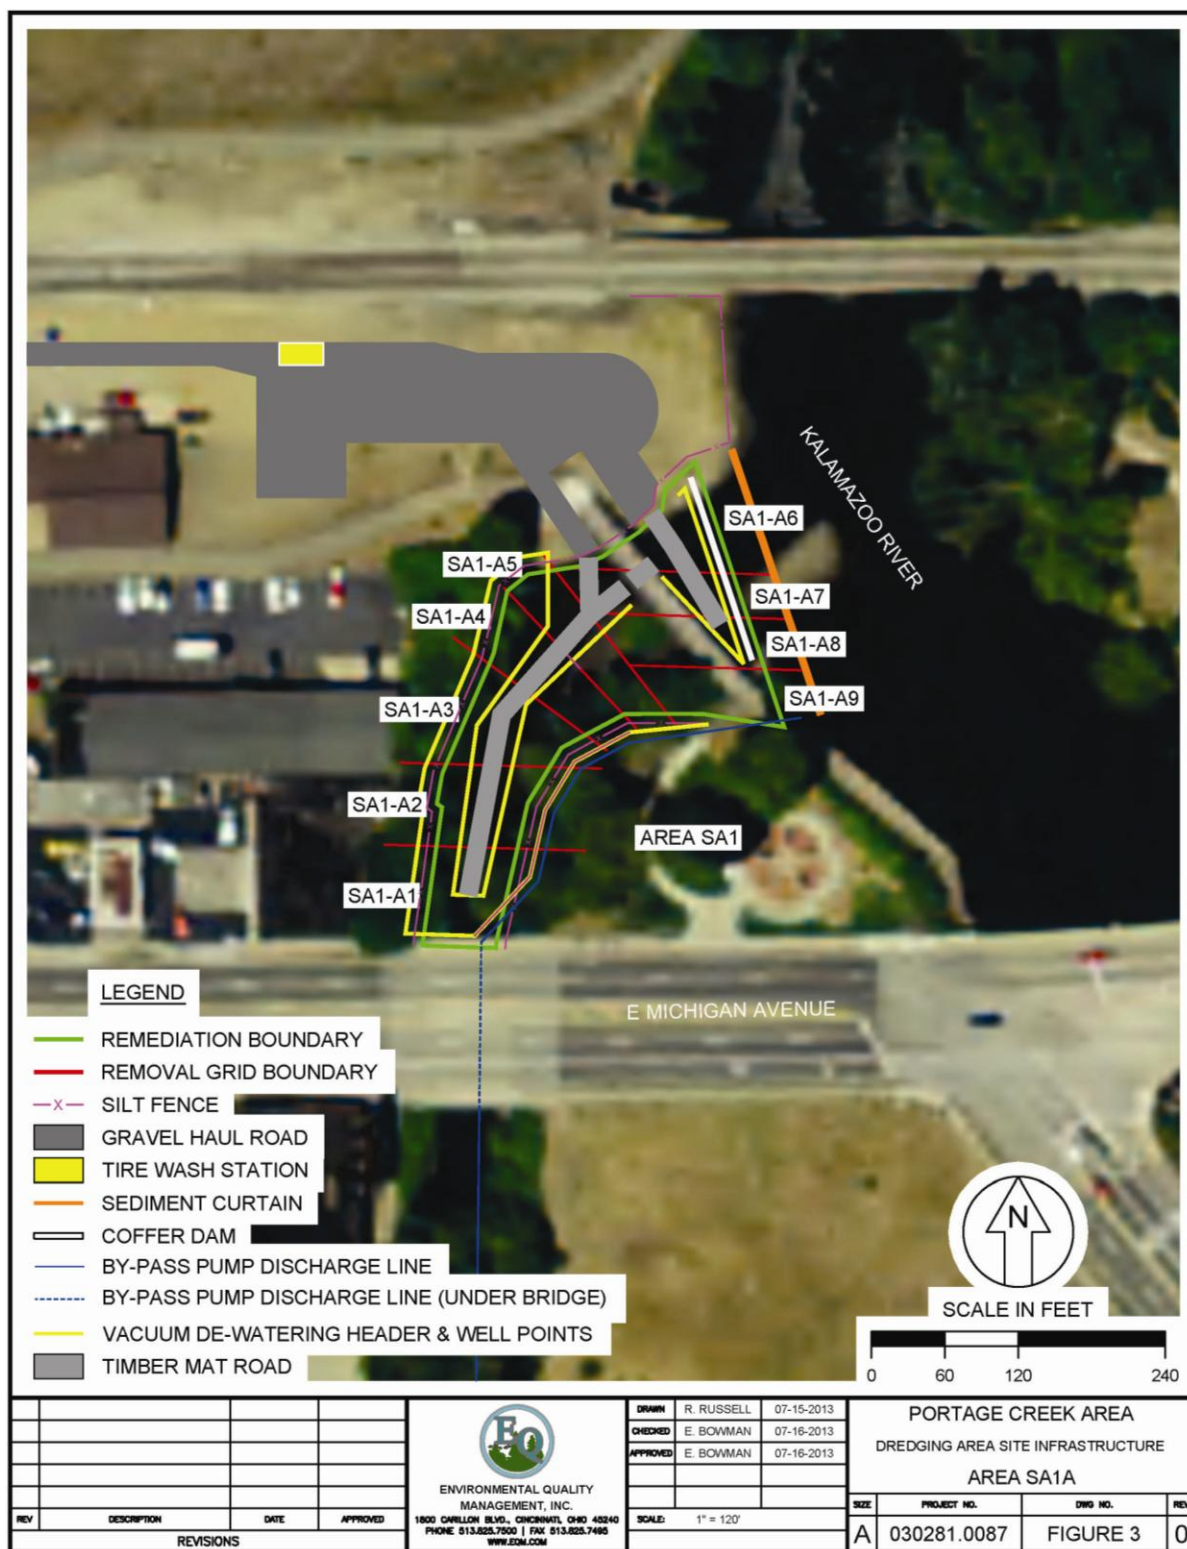 KALAMAZOO RIVER
SA1-A6
SA1-A5
SA1-A7
SA1-A4
SA1-A8
SA1-A9
SA1-A3
SA1-A2
AREA SA1
SA1-A1
E MICHIGAN AVENUE
LEGEND
REMEDIATION BOUNDARY
REMOVAL GRID BOUNDARY
X SILT FENCE
GRAVEL HAUL ROAD
TIRE WASH STATION
SEDIMENT CURTAIN
COFFER DAM
BY-PASS PUMP DISCHARGE LINE
BY-PASS PUMP DISCHARGE LINE (UNDER BRIDGE)
VACUUM DE-WATERING HEADER & WELL POINTS
TIMBER MAT ROAD
N
SCALE IN FEET
0 60 120 240
REV DESCRIPTION DATE APPROVED
REVISIONS
EQ
ENVIRONMENTAL QUALITY
MANAGEMENT, INC.
1800 CARILLON BLVD., CINCINNATI, OHIO 45240
PHONE 513.825.7500 | FAX 513.825.7495
WWW.EQM.COM
DRAWN R. RUSSELL 07-15-2013
CHECKED E. BOWMAN 07-16-2013
APPROVED E. BOWMAN 07-16-2013
SCALE: 1" = 120'
PORTAGE CREEK AREA
DREDGING AREA SITE INFRASTRUCTURE
AREA SA1A
SIZE PROJECT NO. DWG NO. REV
A 030281.0087 FIGURE 3 0